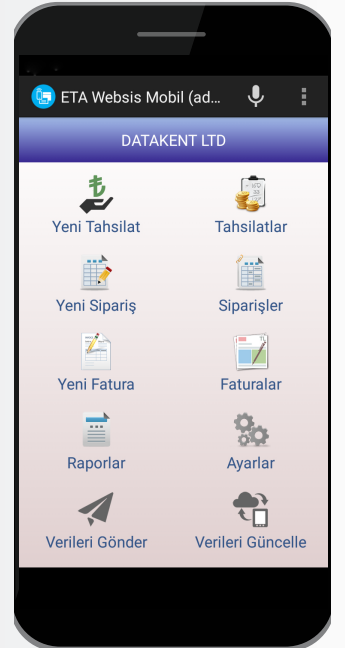 ETA Websis Mobil (ad...
DATAKENT LTD
Yeni Tahsilat
Tahsilatlar
Yeni Sipariş
Siparişler
Yeni Fatura
Faturalar
Raporlar
Ayarlar
Verileri Gönder
Verileri Güncelle